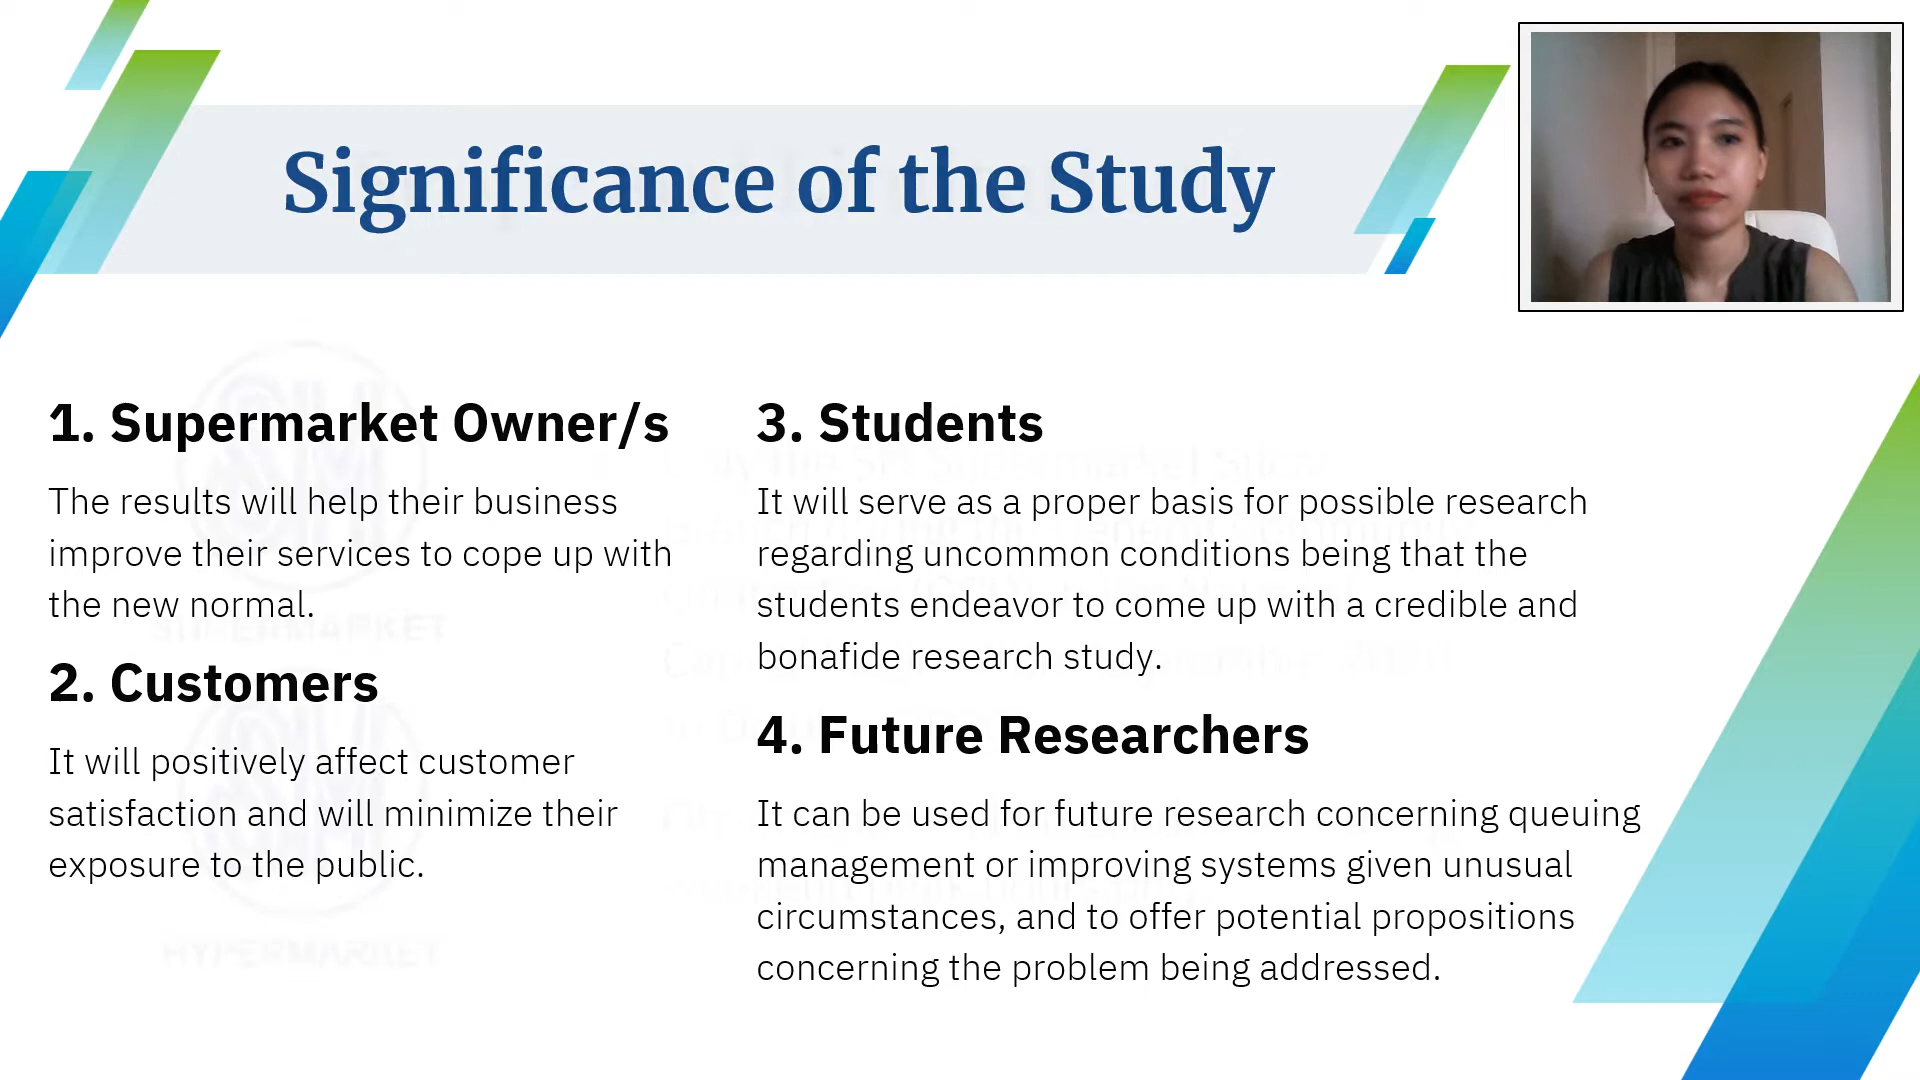 Significance of the Study
1. Supermarket Owner/s
The results will help their business
improve their services to cope up with
the new normal.
2. Customers
It will positively affect customer
satisfaction and will minimize their
exposure to the public.
3. Students
It will serve as a proper basis for possible research
regarding uncommon conditions being that the
students endeavor to come up with a credible and
bonafide research study.
4. Future Researchers
It can be used for future research concerning queuing
management or improving systems given unusual
circumstances, and to offer potential propositions
concerning the problem being addressed.
SUPERMARKET
HYPERMARKET